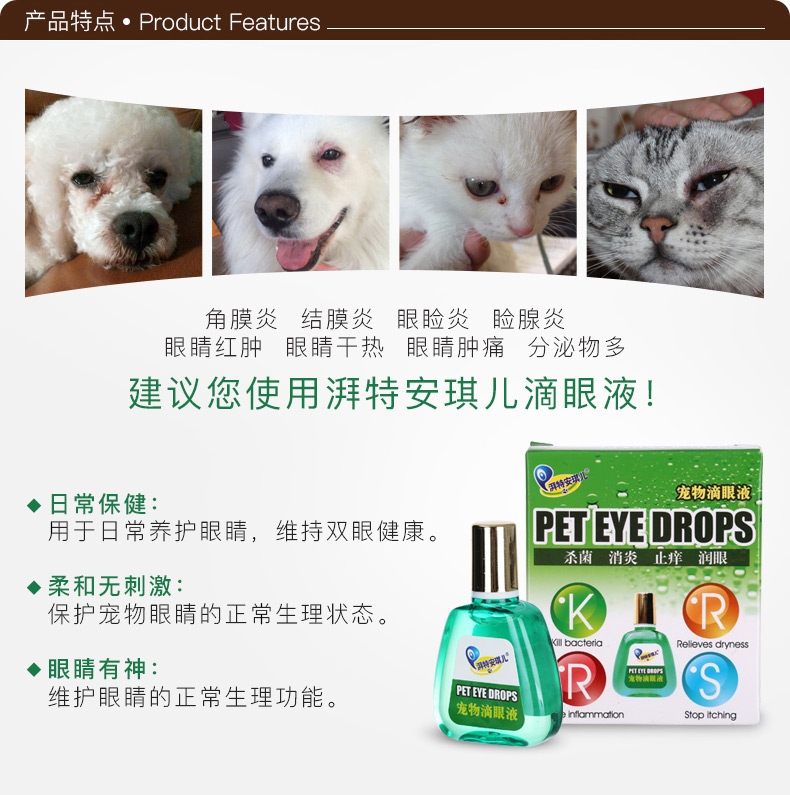 产品特点 • Product Features
角膜炎 结膜炎 眼睑炎 睑腺炎
眼睛红肿 眼睛干热 眼睛肿痛 分泌物多
建议您使用湃特安琪儿滴眼液！
◆ 日常保健：
用于日常养护眼睛，维持双眼健康。
◆ 柔和无刺激：
保护宠物眼睛的正常生理状态。
◆ 眼睛有神：
维护眼睛的正常生理功能。
湃特安琪儿®
宠物滴眼液
PET EYE DROPS
杀菌 消炎 止痒 润眼
°K
Kill bacteria
°R
Relieves dryness
°R
e inflammation
°S
Stop itching
湃特安琪儿®
PET EYE DROPS
宠物滴眼液
湃特安琪儿®
PET EYE DROPS
宠物滴眼液